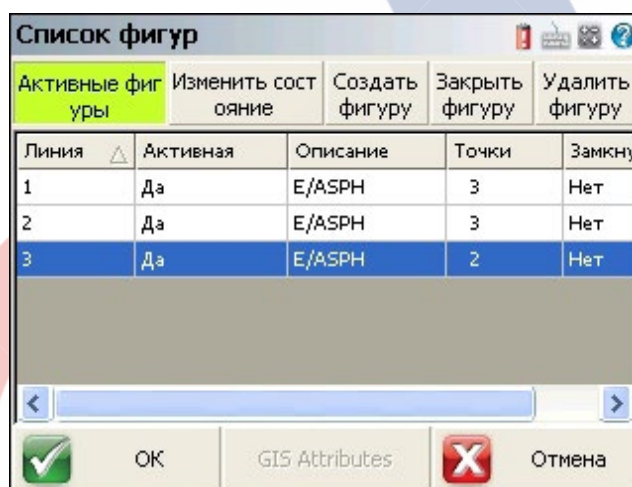 Список фигур
Активные фиг
уры
Изменить сост
ояние
Создать
фигуру
Закрыть
фигуру
Удалить
фигуру
Линия Активная Описание Точки Замкну
1 Да E/ASPH 3 Нет
2 Да E/ASPH 3 Нет
3 Да E/ASPH 2 Нет
ОК GIS Attributes Отмена